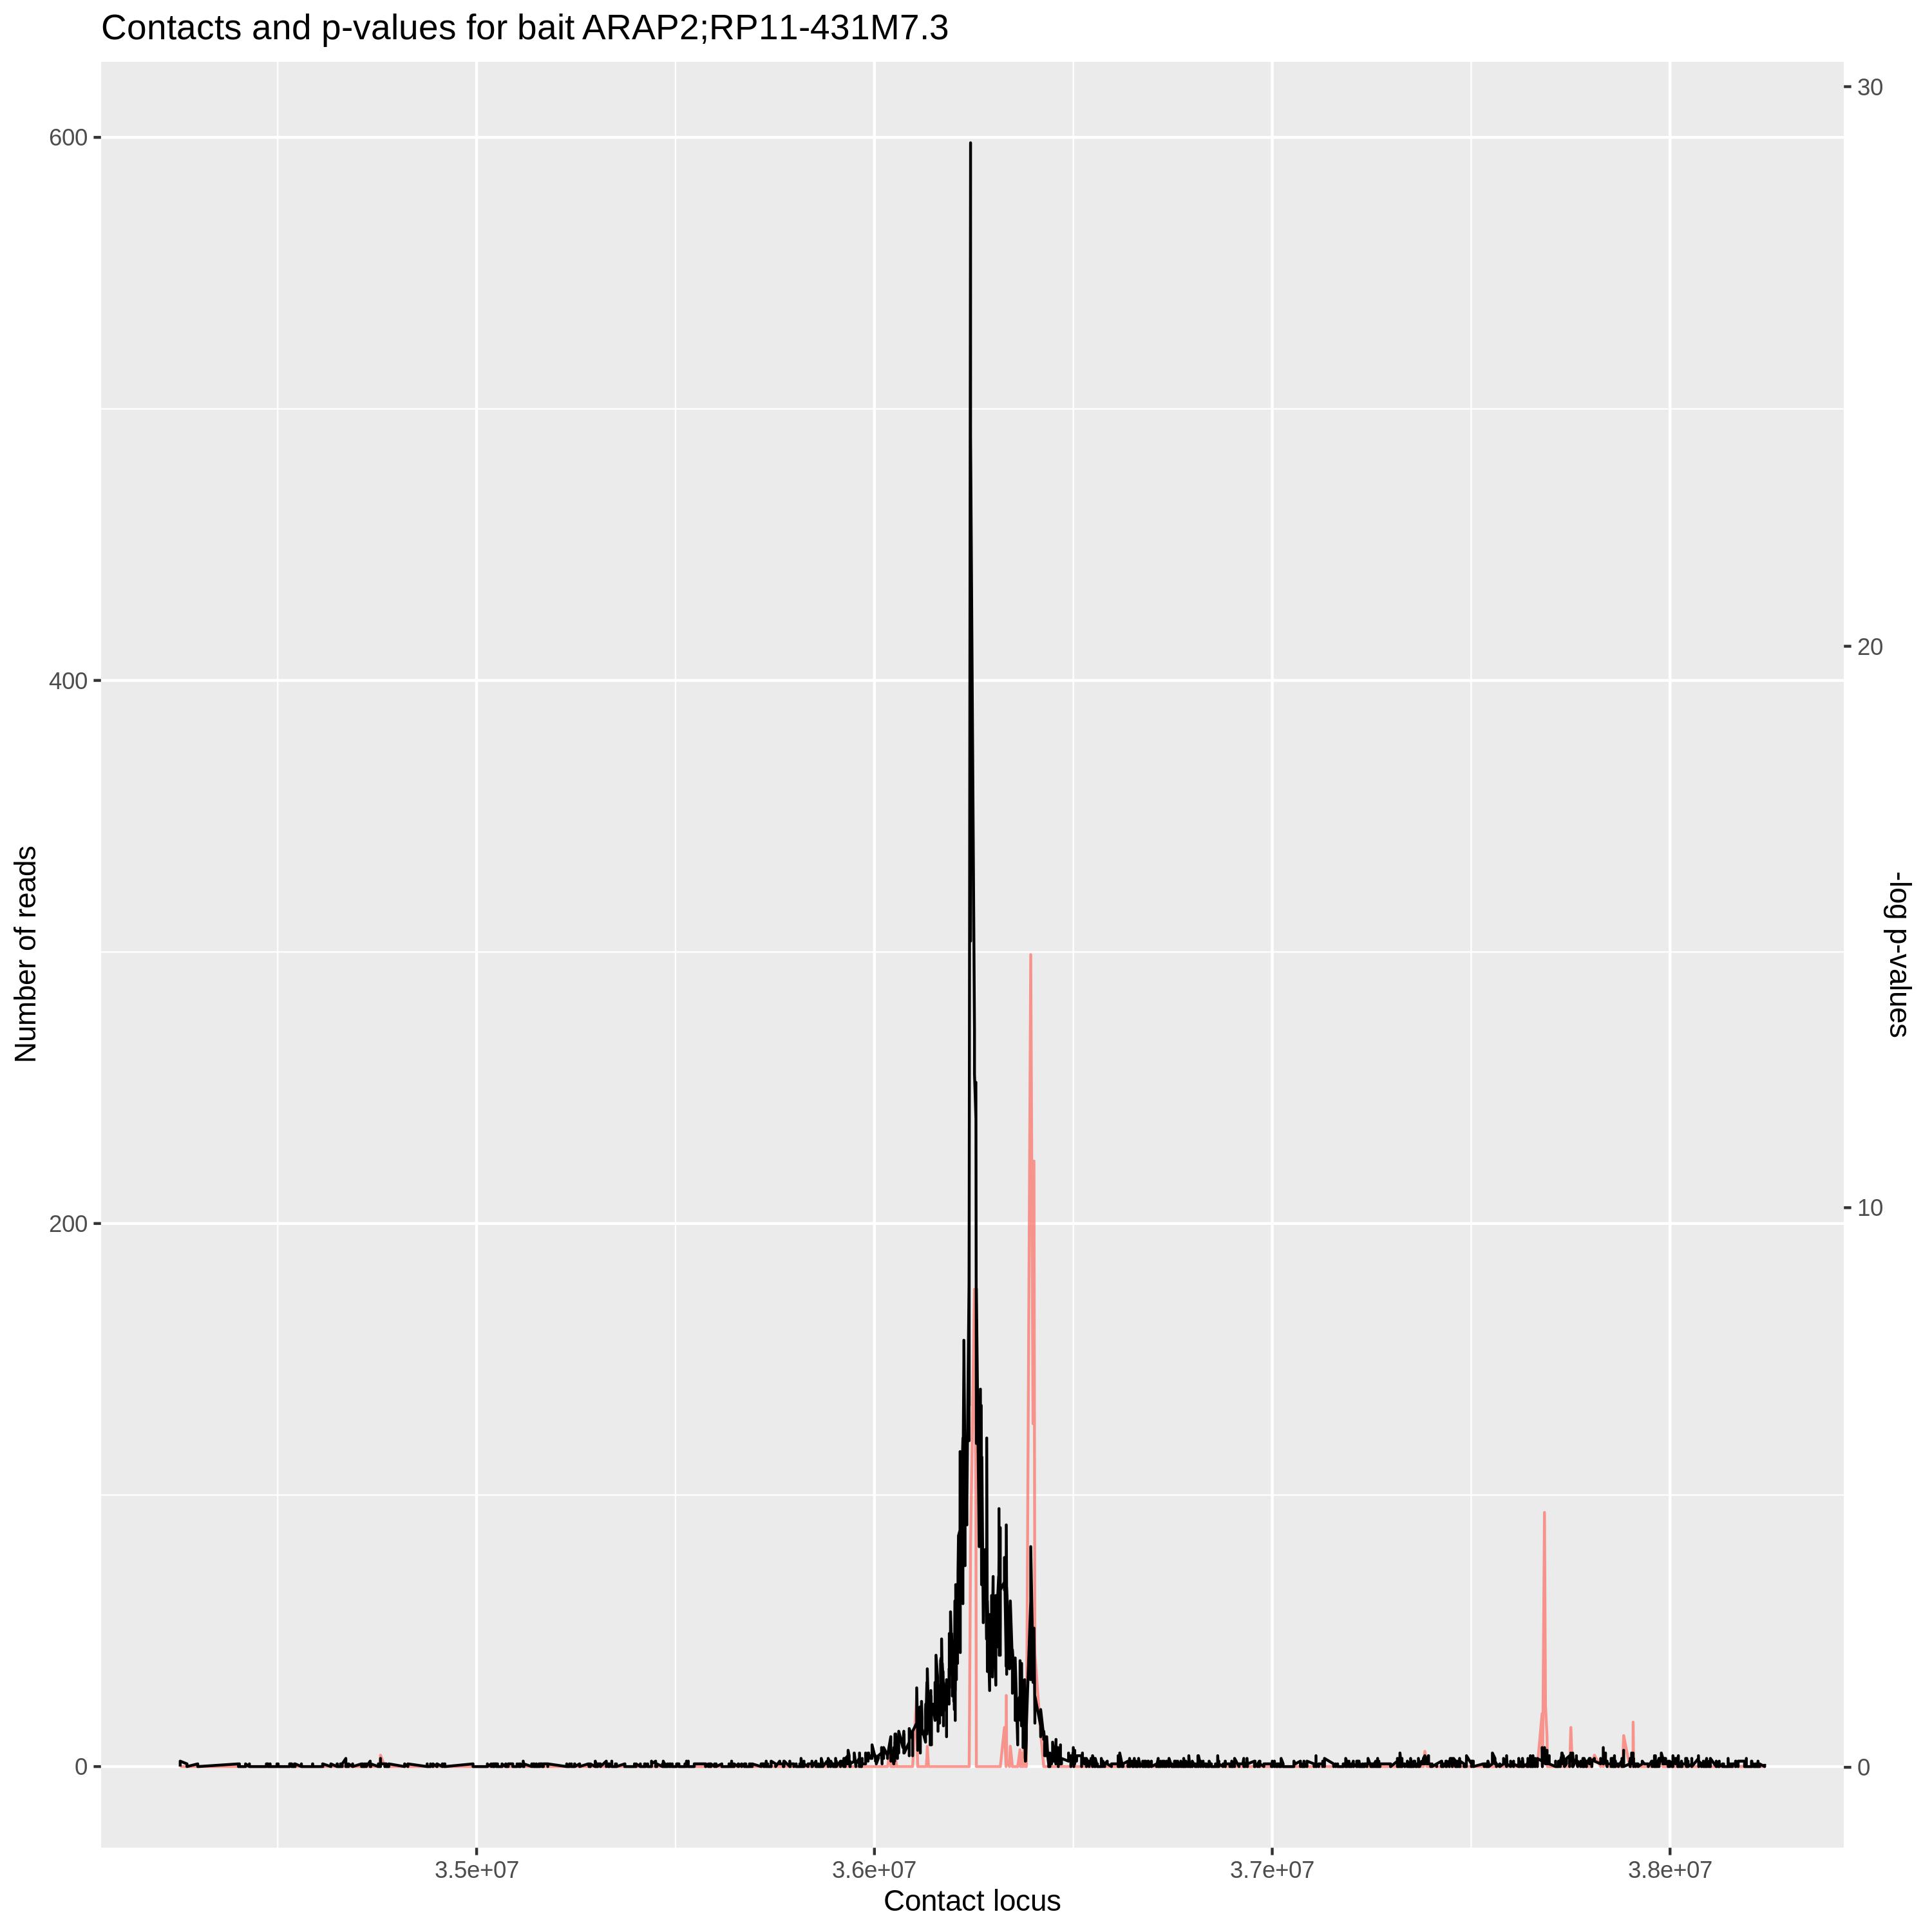 Contacts and p-values for bait ARAP2;RP11-431M7.3
600
400
200
0
Number of reads
30
20
10
0
-log p-values
3.5e+07
3.6e+07
3.7e+07
3.8e+07
Contact locus